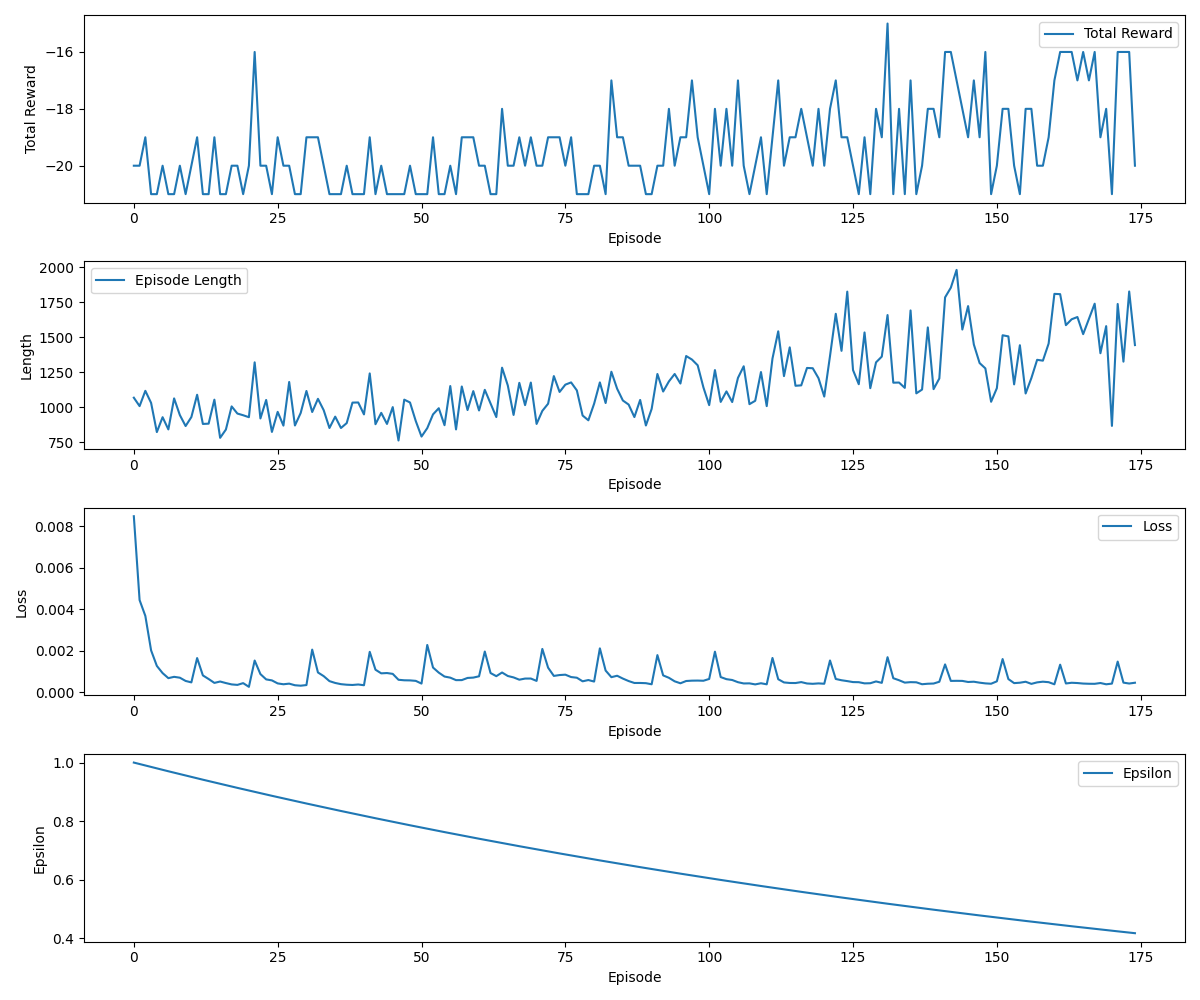 Total Reward
−16
−18
−20
Total Reward
0 25 50 75 100 125 150 175
Episode
Episode Length
2000
1750
1500
1250
1000
750
Length
0 25 50 75 100 125 150 175
Episode
Loss
0.008
0.006
0.004
0.002
0.000
Loss
0 25 50 75 100 125 150 175
Episode
Epsilon
1.0
0.8
0.6
0.4
Epsilon
0 25 50 75 100 125 150 175
Episode